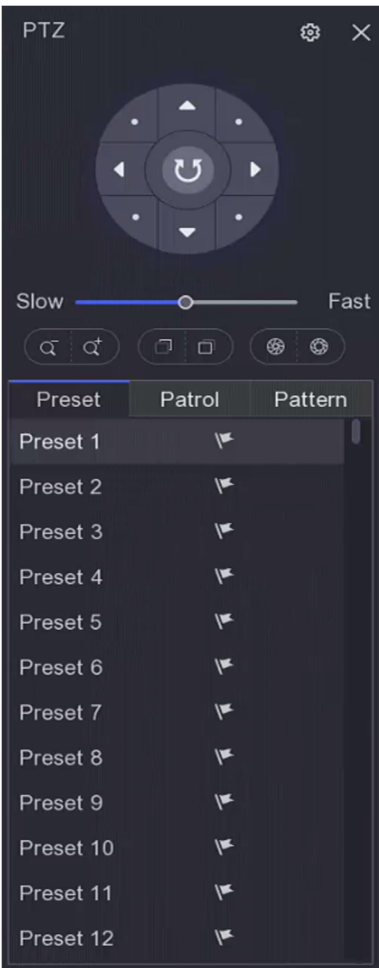 PTZ
Slow Fast
Preset Patrol Pattern
Preset 1
Preset 2
Preset 3
Preset 4
Preset 5
Preset 6
Preset 7
Preset 8
Preset 9
Preset 10
Preset 11
Preset 12